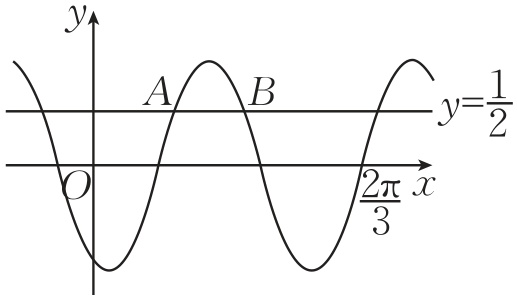 y
A B
y=1/2
O
2π/3 x